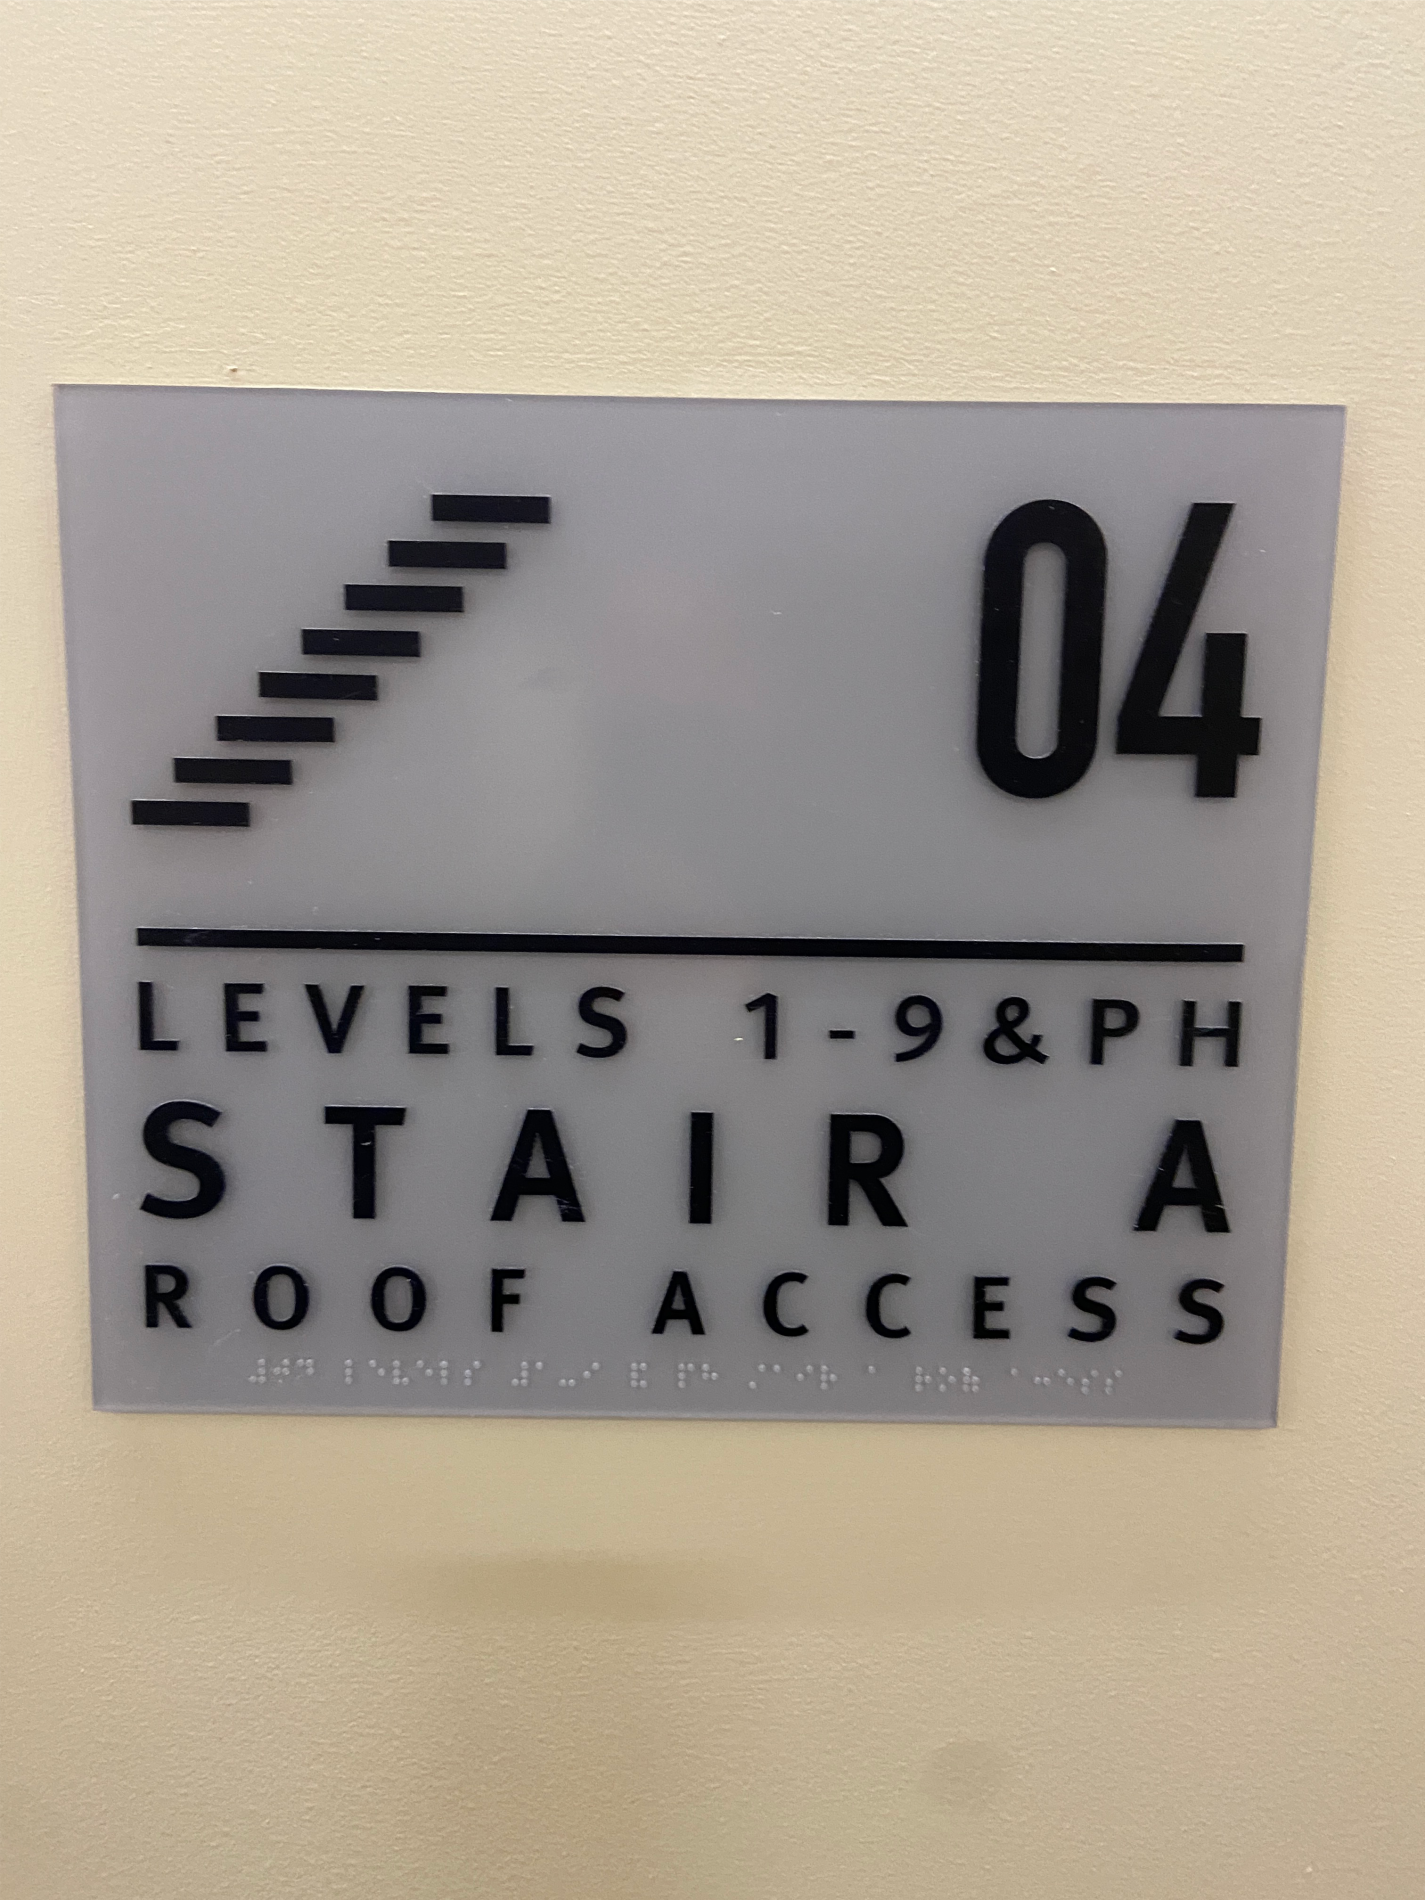 04
LEVELS 1-9&PH
STAIR A
ROOF ACCESS